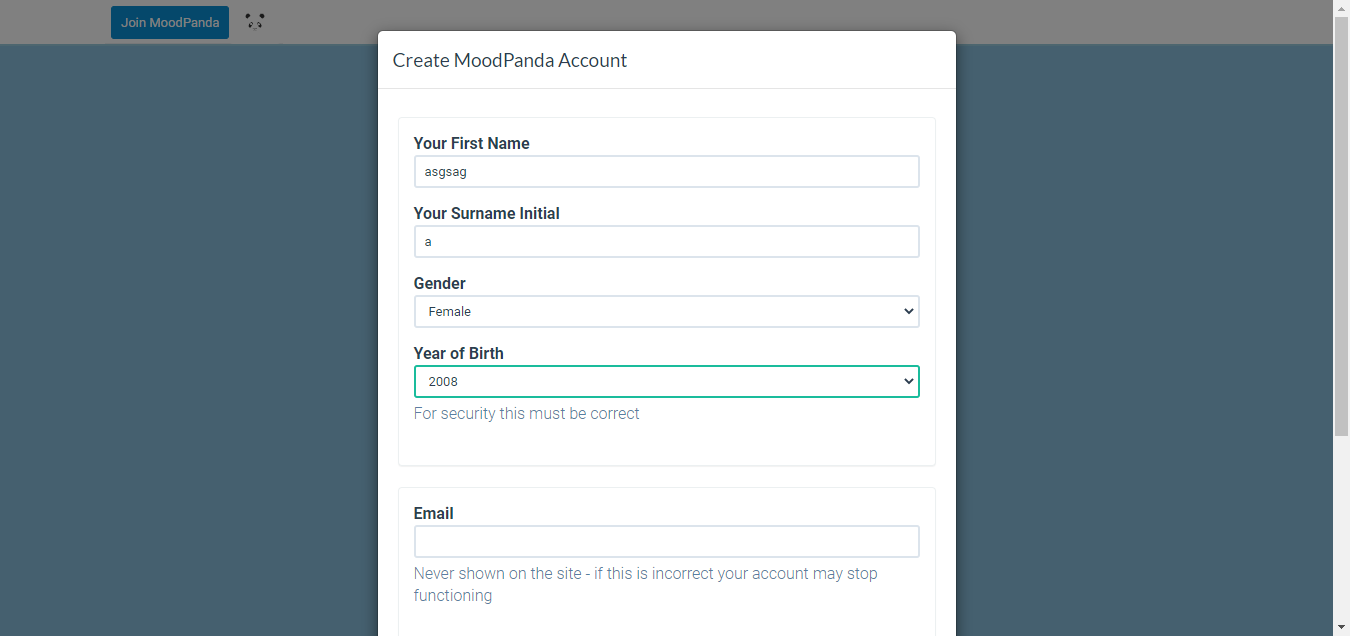 Join MoodPanda
Create MoodPanda Account
Your First Name
asgsag
Your Surname Initial
a
Gender
Female
Year of Birth
2008
For security this must be correct
Email
Never shown on the site - if this is incorrect your account may stop
functioning